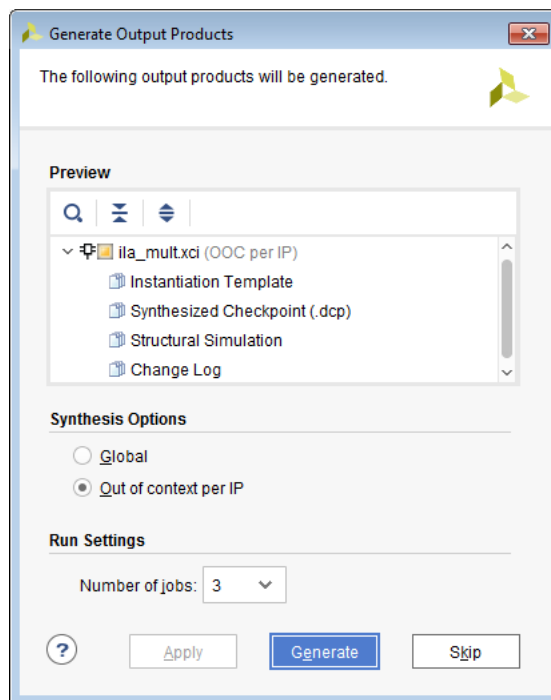 Generate Output Products
The following output products will be generated.
Preview
ila_mult.xci (OOC per IP)
Instantiation Template
Synthesized Checkpoint (.dcp)
Structural Simulation
Change Log
Synthesis Options
Global
Out of context per IP
Run Settings
Number of jobs: 3
? Apply Generate Skip